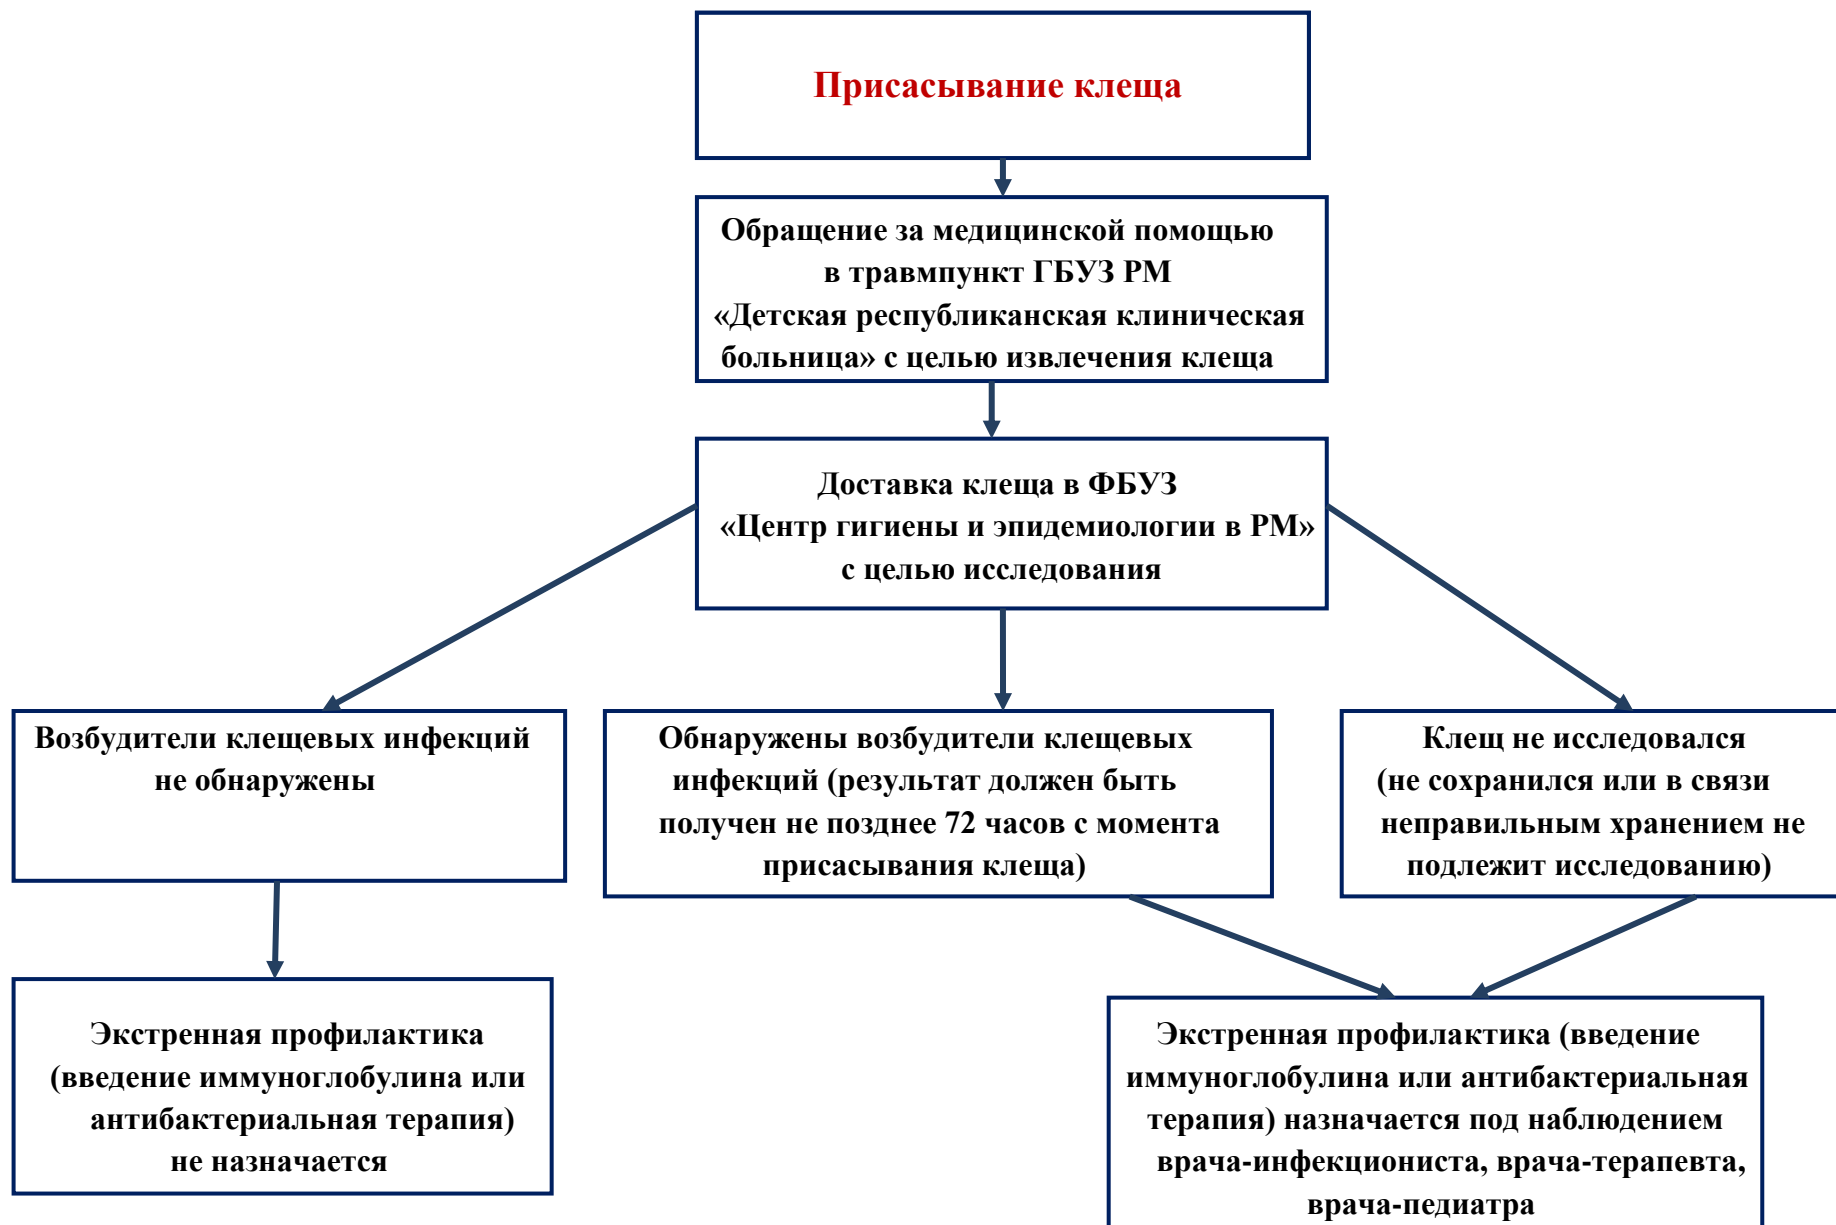 Присасывание клеща
Обращение за медицинской помощью
в травмпункт ГБУЗ РМ
«Детская республиканская клиническая
больница» с целью извлечения клеща
Доставка клеща в ФБУЗ
«Центр гигиены и эпидемиологии в РМ»
с целью исследования
Возбудители клещевых инфекций
не обнаружены
Обнаружены возбудители клещевых
инфекций (результат должен быть
получен не позднее 72 часов с момента
присасывания клеща)
Клещ не исследовался
(не сохранился или в связи
неправильным хранением не
подлежит исследованию)
Экстренная профилактика
(введение иммуноглобулина или
антибактериальная терапия)
не назначается
Экстренная профилактика (введение
иммуноглобулина или антибактериальная
терапия) назначается под наблюдением
врача-инфекциониста, врача-терапевта,
врача-педиатра